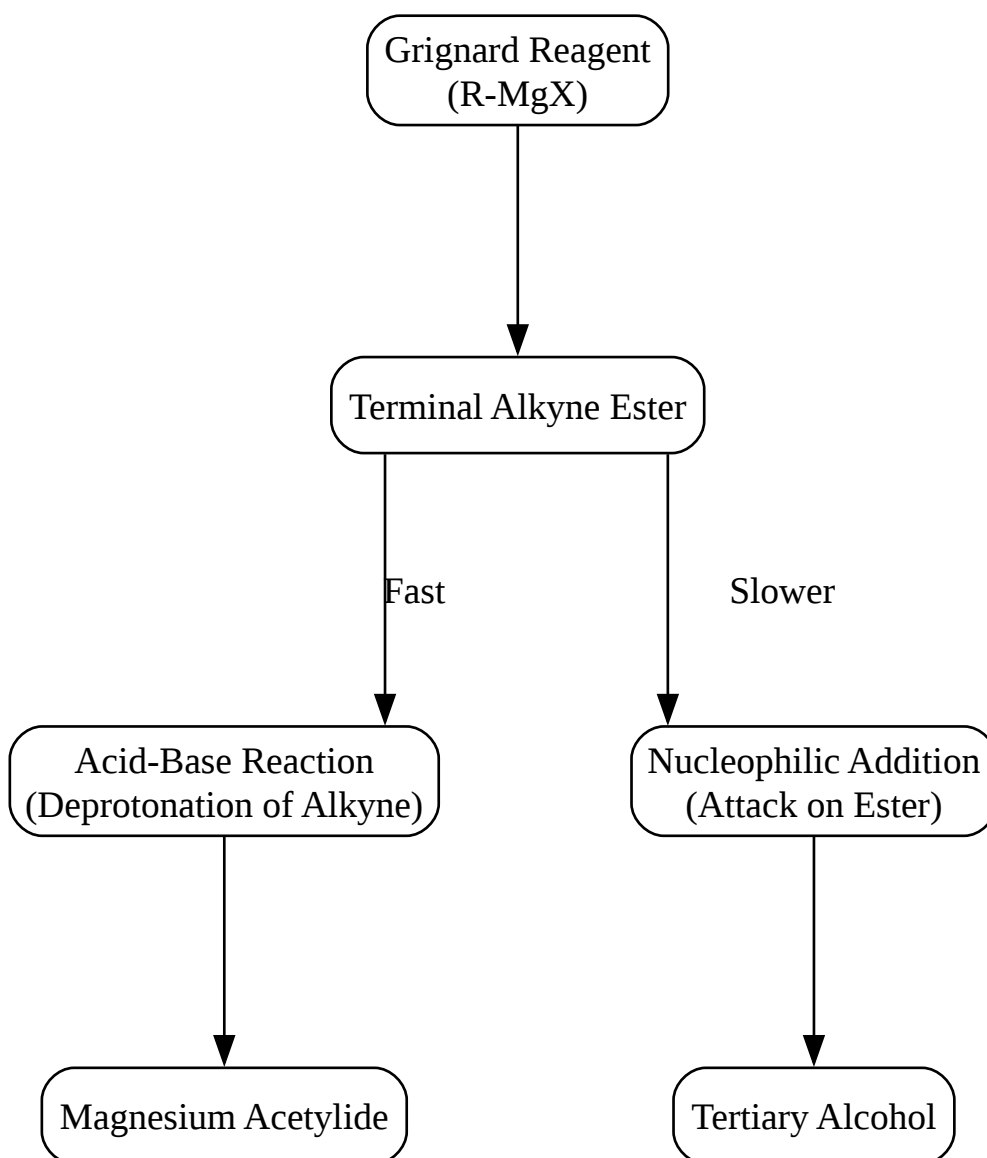 Grignard Reagent
(R-MgX)
Terminal Alkyne Ester
Fast
Slower
Acid-Base Reaction
(Deprotonation of Alkyne)
Nucleophilic Addition
(Attack on Ester)
Magnesium Acetylide
Tertiary Alcohol